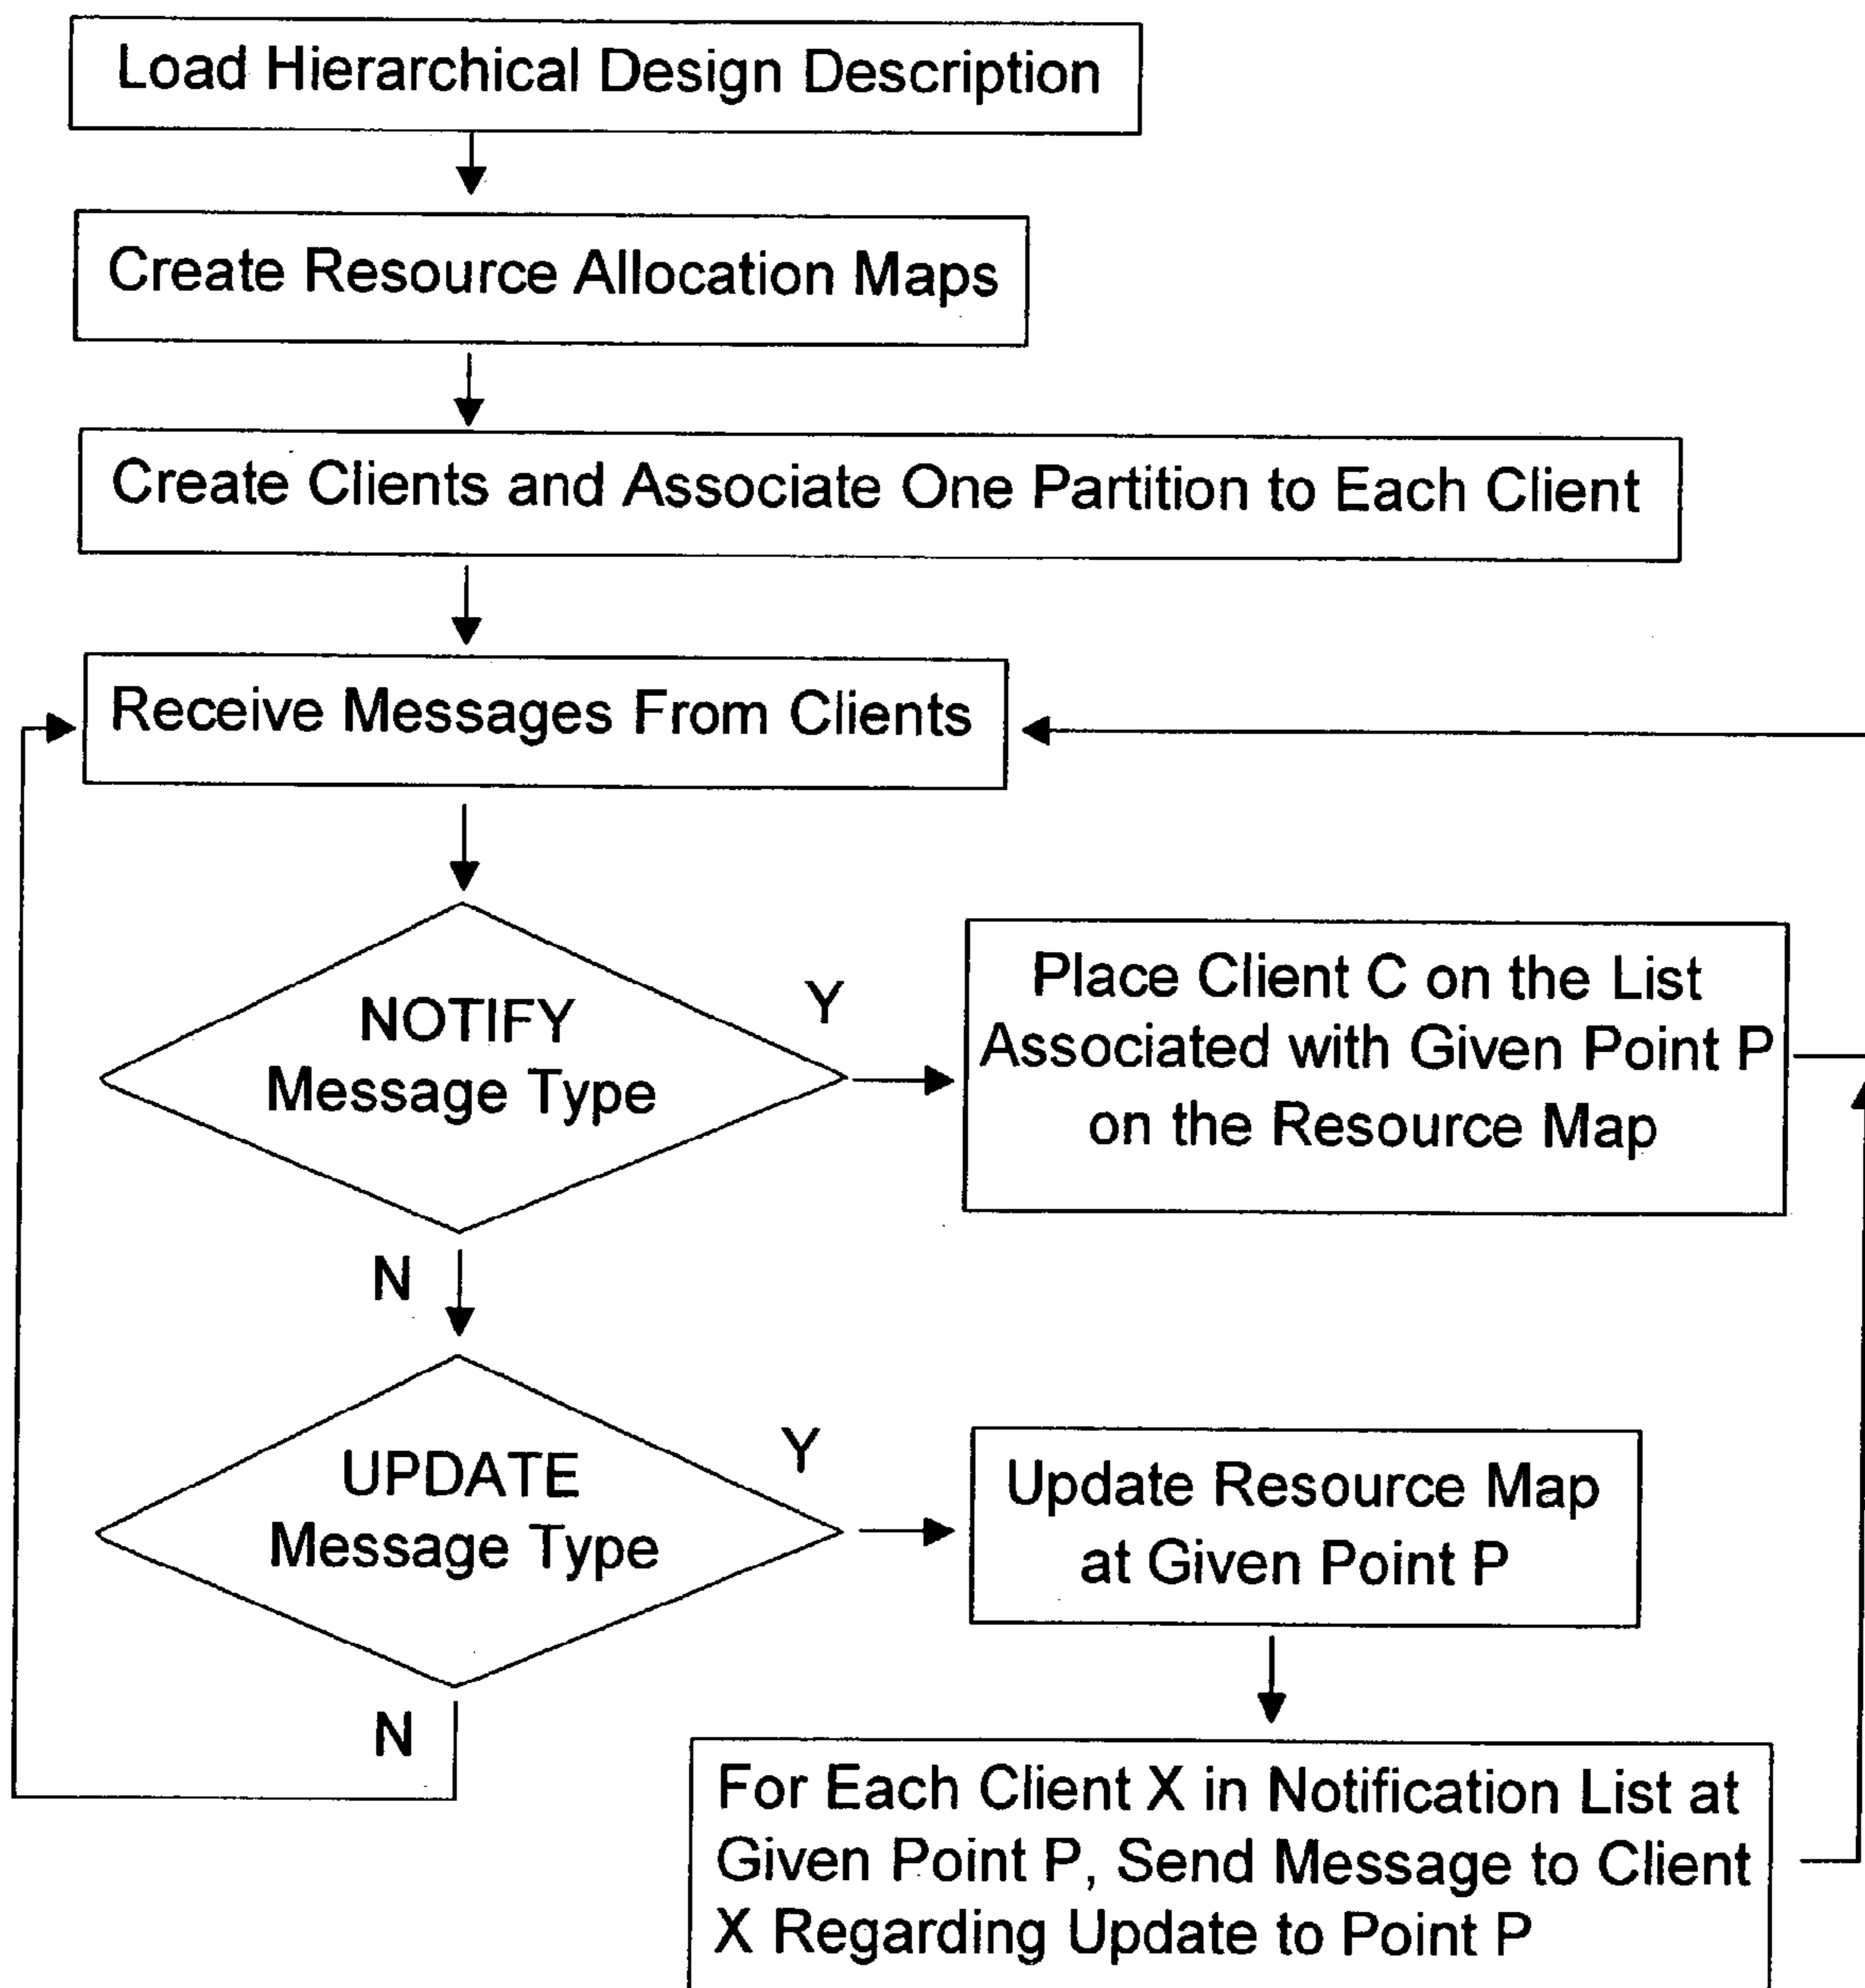 Load Hierarchical Design Description
Create Resource Allocation Maps
Create Clients and Associate One Partition to Each Client
Receive Messages From Clients
NOTIFY
Message Type
Y
Place Client C on the List
Associated with Given Point P
on the Resource Map
N
UPDATE
Message Type
Y
Update Resource Map
at Given Point P
N
For Each Client X in Notification List at
Given Point P, Send Message to Client
X Regarding Update to Point P